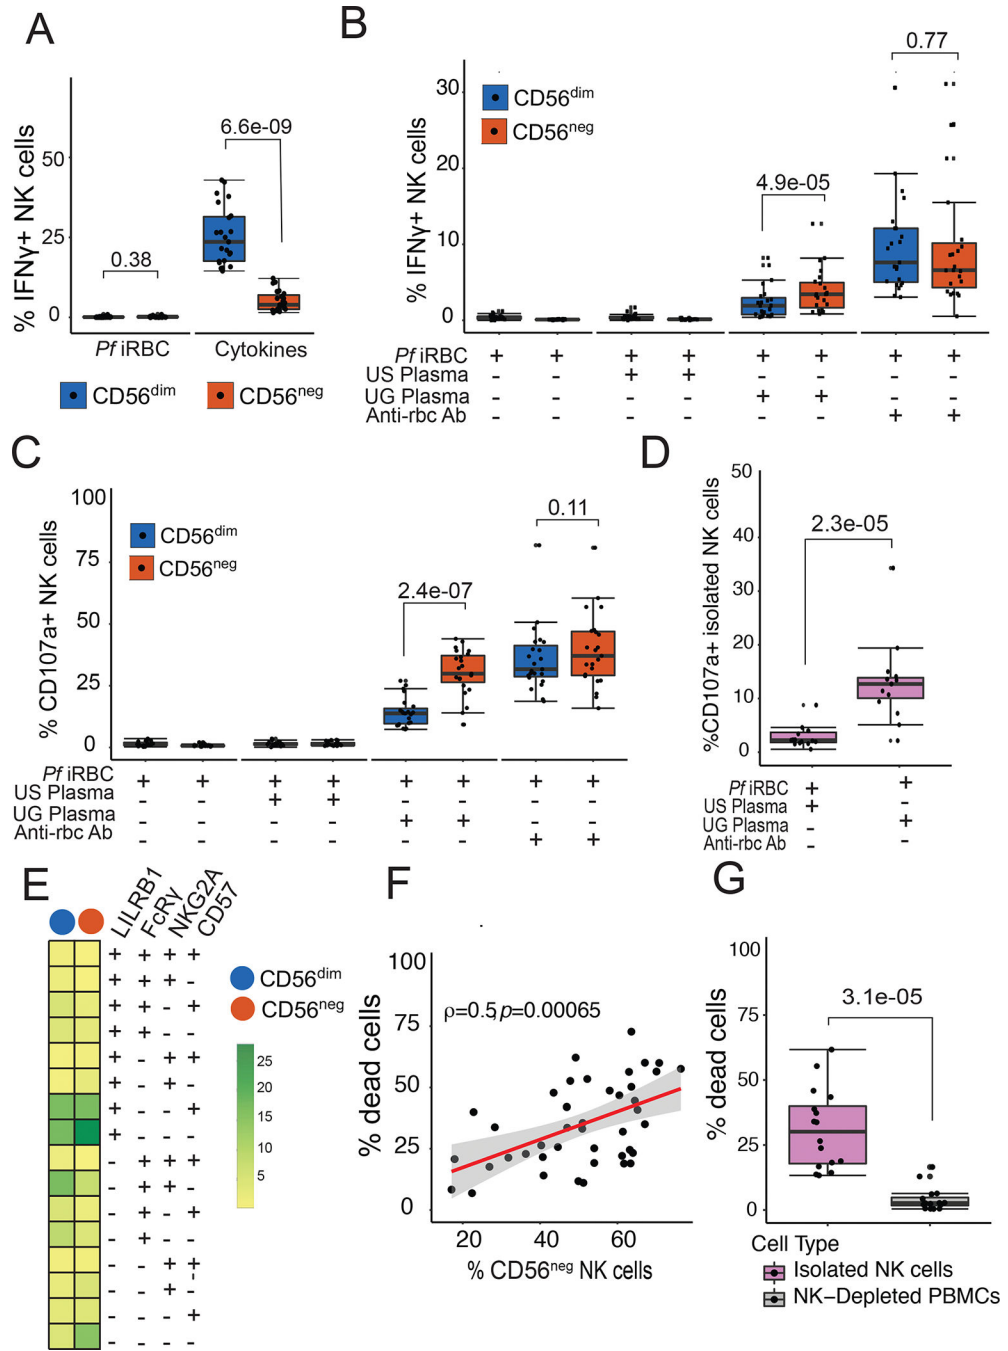 A
% IFNγ+ NK cells
50
25
0
6.6e-09
0.38
Pf iRBC
Cytokines
CD56dim
CD56neg
B
% IFNγ+ NK cells
30
20
10
0
CD56dim
CD56neg
4.9e-05
0.77
Pf iRBC + + + + + + + +
US Plasma - - + + - - - -
UG Plasma - - - - + + - -
Anti-rbc Ab - - - - - - + +
C
% CD107a+ NK cells
100
75
50
25
0
CD56dim
CD56neg
2.4e-07
0.11
Pf iRBC + + + + + + + +
US Plasma - - + + - - - -
UG Plasma - - - - + + - -
Anti-rbc Ab - - - - - - + +
D
%CD107a+ isolated NK cells
50
40
30
20
10
0
2.3e-05
Pf iRBC + +
US Plasma + -
UG Plasma - +
Anti-rbc Ab - -
E
LILRB1 FcRγ NKG2A CD57
+ + + +
+ + + -
+ + - +
+ + - -
+ - + +
+ - + -
+ - - +
+ - - -
- + + +
- + + -
- + - +
- + - -
- - + +
- - + -
- - - +
- - - -
CD56dim
CD56neg
25
20
15
10
5
F
% dead cells
100
75
50
25
0
ρ=0.5 p=0.00065
20 40 60
% CD56neg NK cells
G
% dead cells
100
75
50
25
0
3.1e-05
Cell Type
Isolated NK cells
NK-Depleted PBMCs